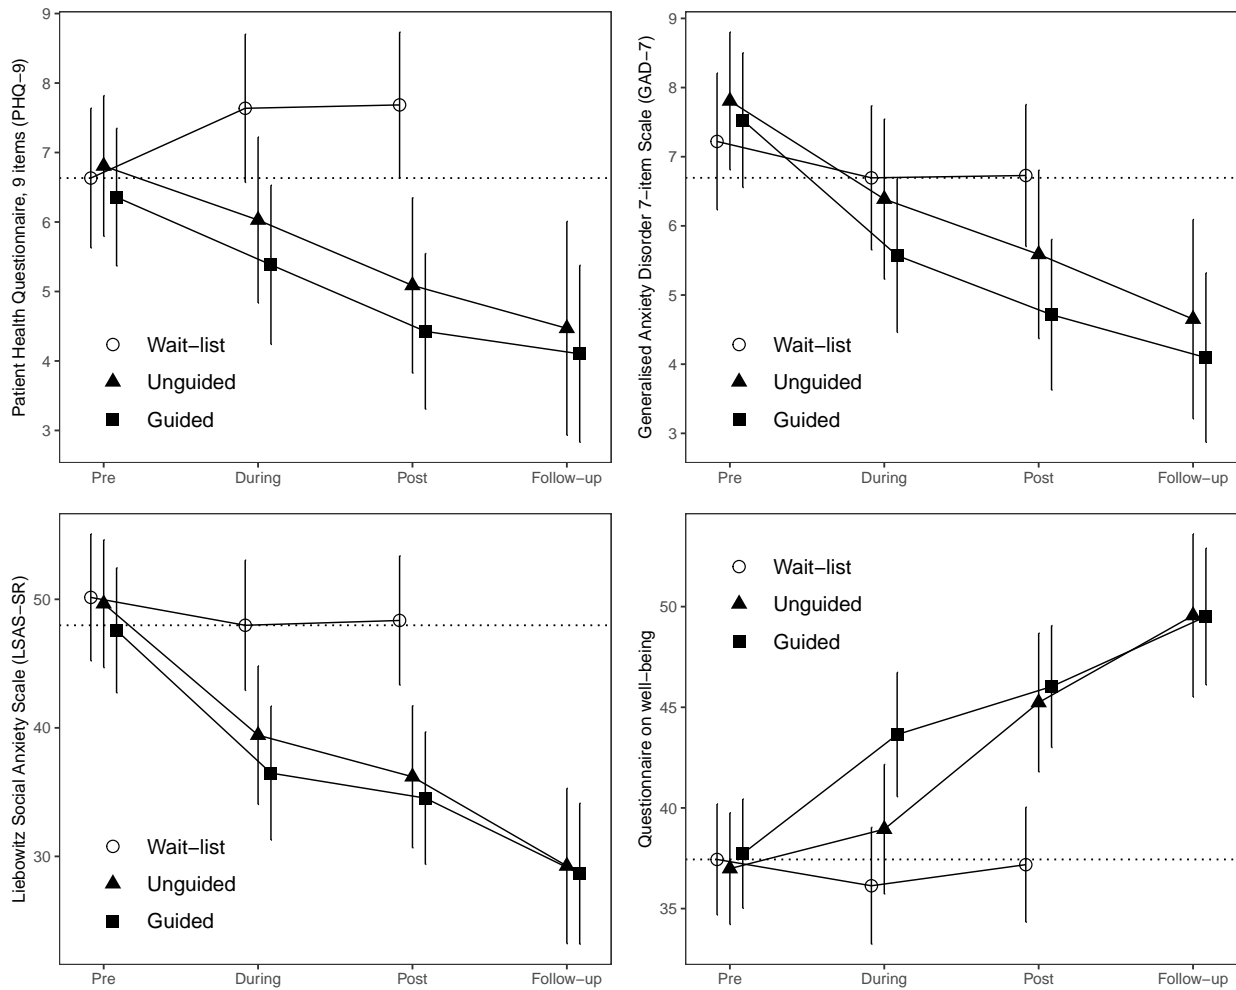 Patient Health Questionnaire, 9 items (PHQ−9)
9
8
7
6
5
4
3
Wait−list
Unguided
Guided
Pre
During
Post
Follow−up
Generalised Anxiety Disorder 7−item Scale (GAD−7)
9
8
7
6
5
4
3
Wait−list
Unguided
Guided
Pre
During
Post
Follow−up
Liebowitz Social Anxiety Scale (LSAS−SR)
50
40
30
Wait−list
Unguided
Guided
Pre
During
Post
Follow−up
Questionnaire on well−being
50
45
40
35
Wait−list
Unguided
Guided
Pre
During
Post
Follow−up